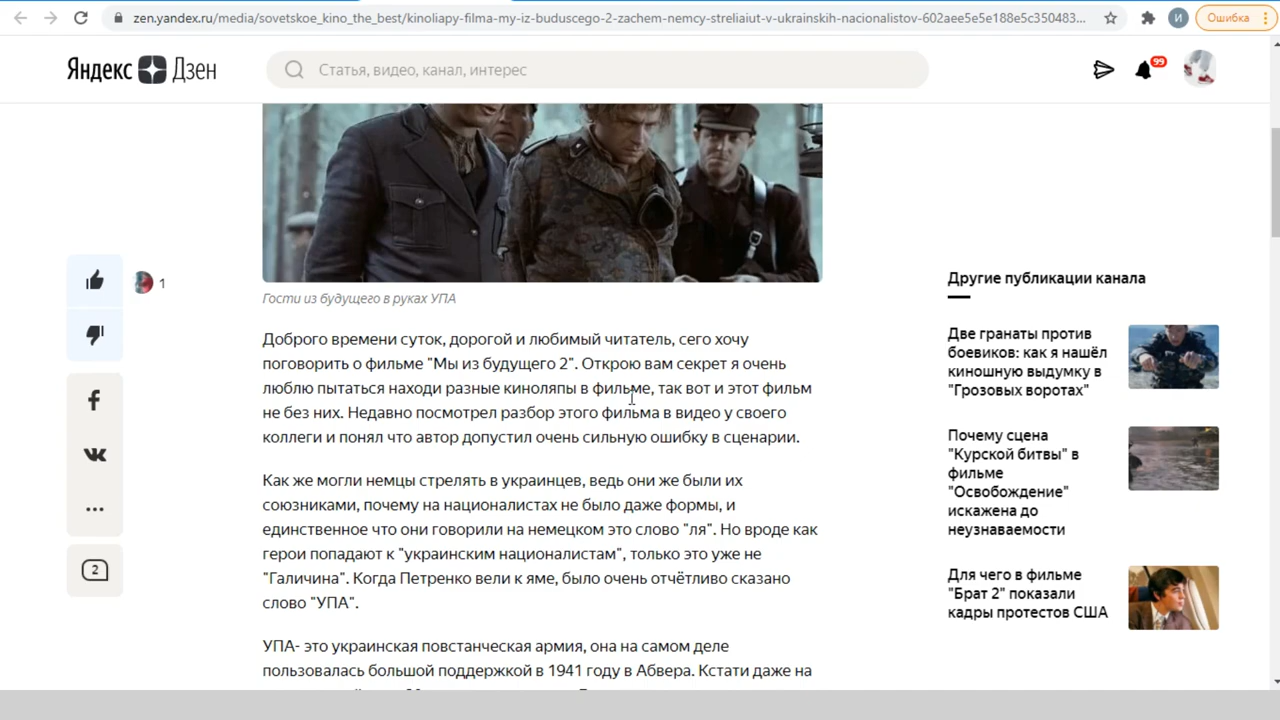 zen.yandex.ru/media/sovetskoe_kino_the_best/kinoliapy-filma-my-iz-buduscego-2-zachem-nemcy-streliaiut-v-ukrainskih-nacionalistov-602aee5e5e188e5c350483...
И
Ошибка
Яндекс Дзен
Статья, видео, канал, интерес
99
Гости из будущего в руках УПА
1
Доброго времени суток, дорогой и любимый читатель, сего хочу
поговорить о фильме "Мы из будущего 2". Открою вам секрет я очень
люблю пытаться находи разные киноляпы в фильме, так вот и этот фильм
не без них. Недавно посмотрел разбор этого фильма в видео у своего
коллеги и понял что автор допустил очень сильную ошибку в сценарии.
Как же могли немцы стрелять в украинцев, ведь они же были их
союзниками, почему на националистах не было даже формы, и
единственное что они говорили на немецком это слово "ля". Но вроде как
герои попадают к "украинским националистам", только это уже не
"Галичина". Когда Петренко вели к яме, было очень отчётливо сказано
слово "УПА".
УПА- это украинская повстанческая армия, она на самом деле
пользовалась большой поддержкой в 1941 году в Абвера. Кстати даже на
2
Другие публикации канала
Две гранаты против
боевиков: как я нашёл
киношную выдумку в
"Грозовых воротах"
Почему сцена
"Курской битвы" в
фильме
"Освобождение"
искажена до
неузнаваемости
Для чего в фильме
"Брат 2" показали
кадры протестов США